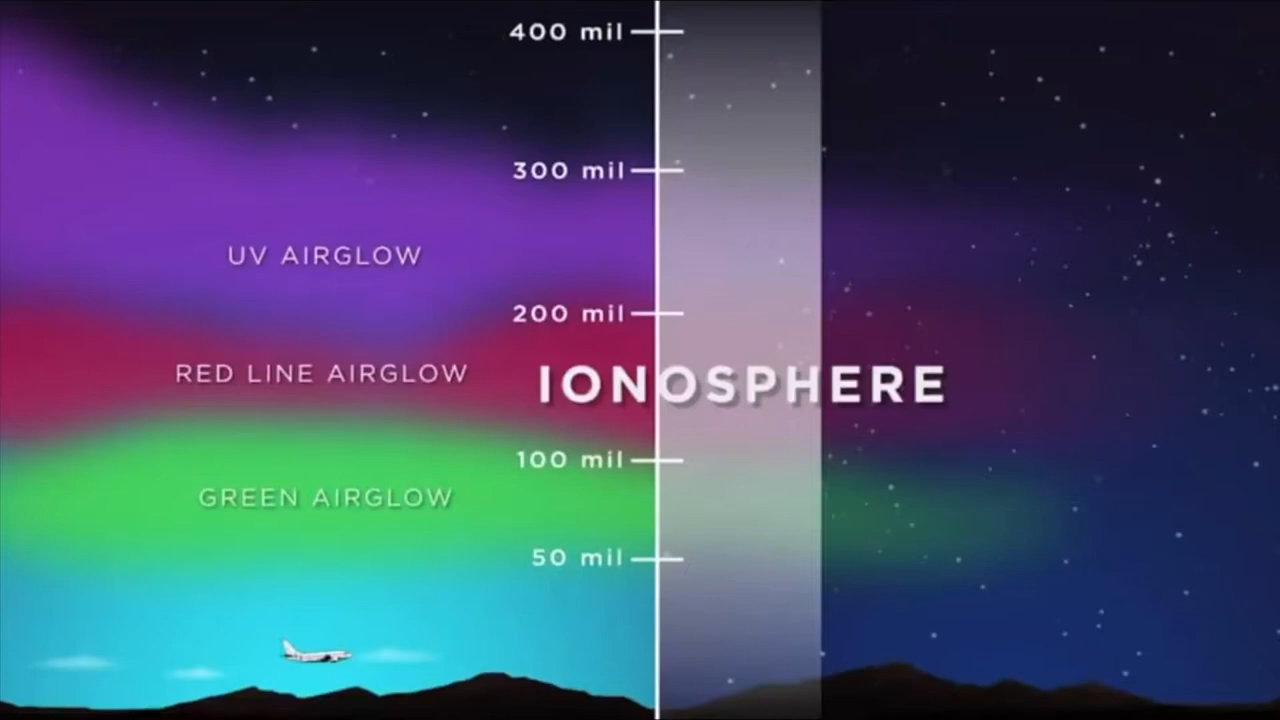 400 mil
300 mil
UV AIRGLOW
200 mil
RED LINE AIRGLOW
IONOSPHERE
100 mil
GREEN AIRGLOW
50 mil